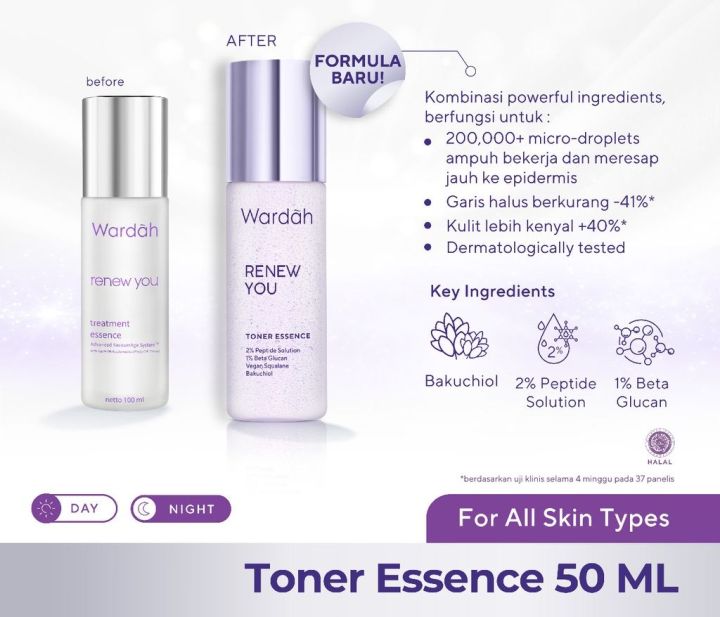 AFTER
FORMULA
BARU!
before
Kombinasi powerful ingredients,
berfungsi untuk :
200,000+ micro-droplets
ampuh bekerja dan meresap
jauh ke epidermis
Garis halus berkurang -41%*
Kulit lebih kenyal +40%*
Dermatologically tested
Wardāh
renew you
treatment
essence
netto 100 ml
Wardāh
RENEW
YOU
TONER ESSENCE
2% Peptide Solution
1% Beta Glucan
Vegan Squalane
Bakuchiol
Key Ingredients
Bakuchiol
2%
2% Peptide
Solution
1% Beta
Glucan
HALAL
*berdasarkan uji klinis selama 4 minggu pada 37 panelis
DAY
NIGHT
For All Skin Types
Toner Essence 50 ML